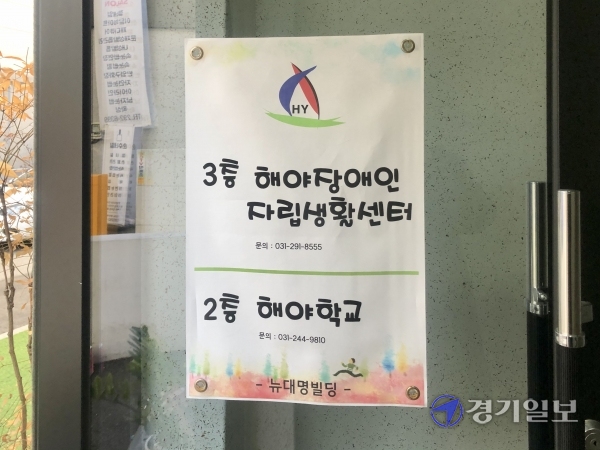 HY
3층 해야장애인
자립생활센터
문의 : 031-291-8555
2층 해야학교
문의 : 031-244-9810
- 뉴대명빌딩 -
경기일보